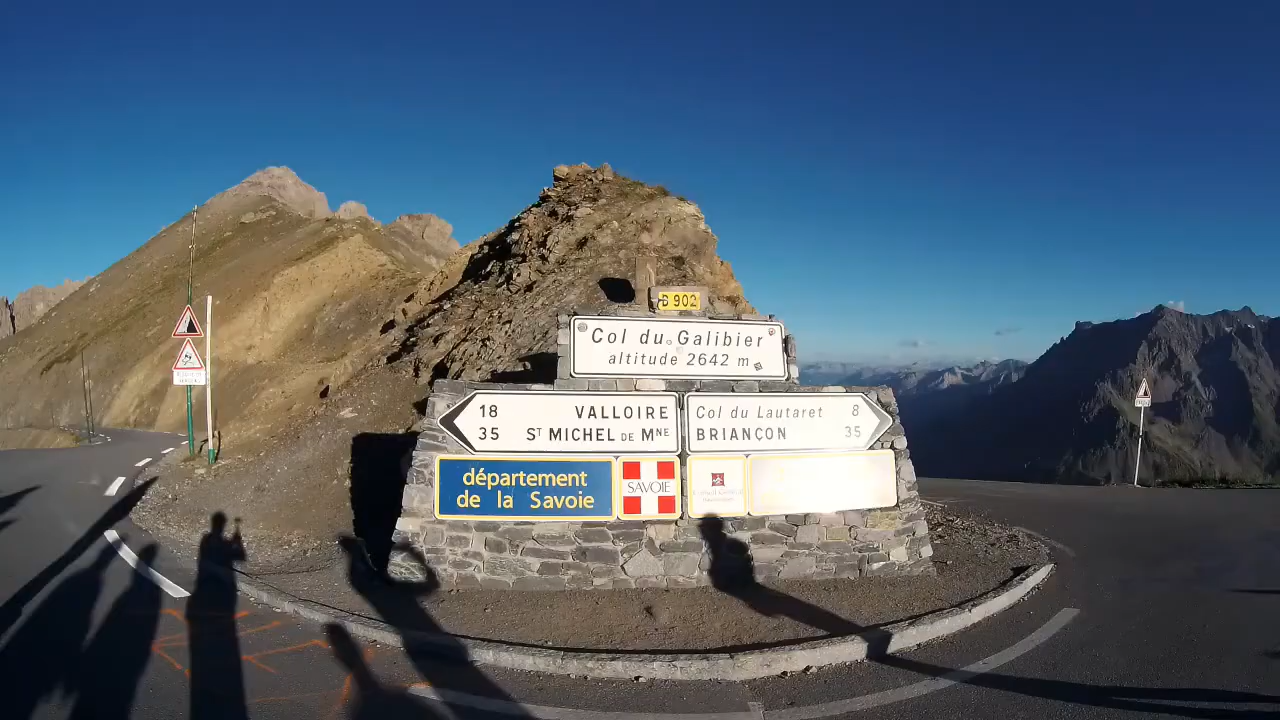 D 902
Col du Galibier
altitude 2642 m
18 VALLOIRE
35 ST MICHEL DE MNE
Col du Lautaret 8
BRIANÇON 35
département
de la Savoie
SAVOIE